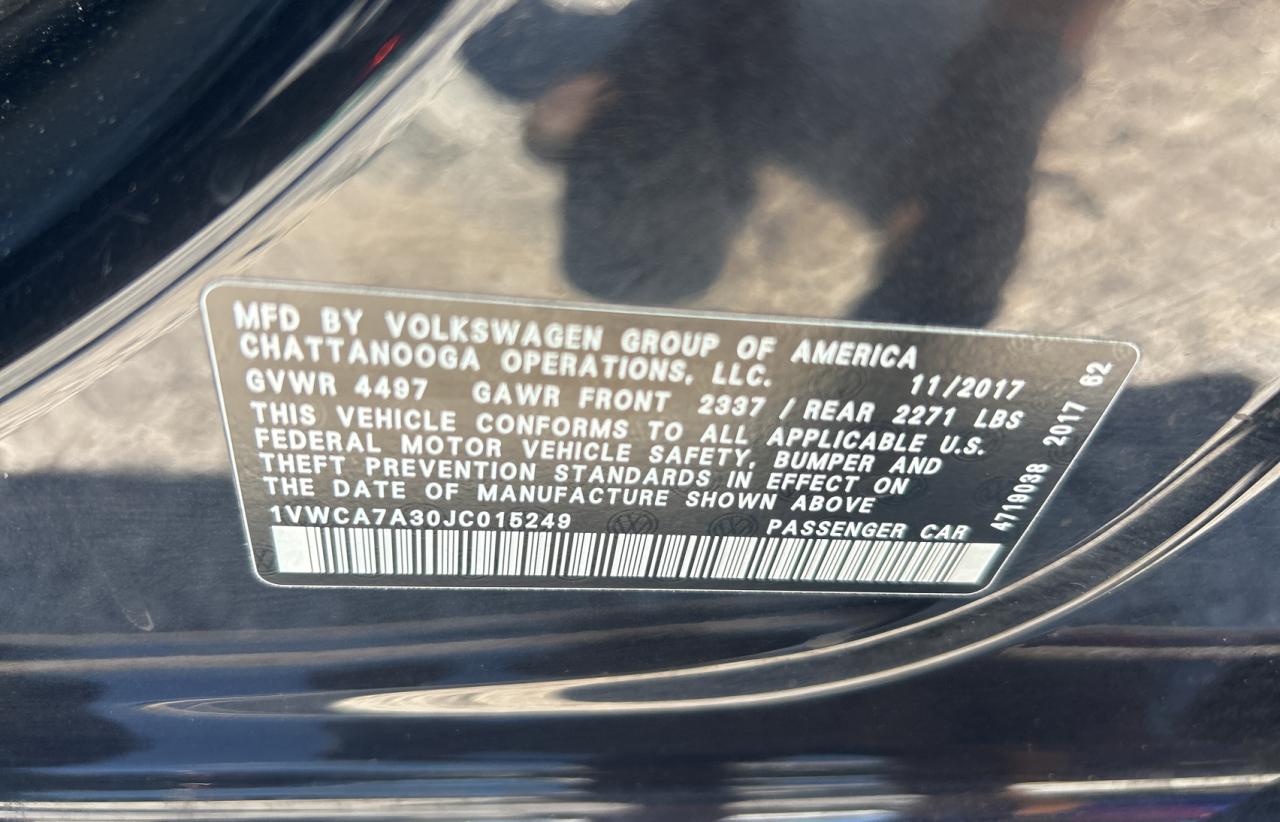 MFD BY VOLKSWAGEN GROUP OF AMERICA
CHATTANOOGA OPERATIONS, LLC. 11/2017
GVWR 4497 GAWR FRONT 2337 / REAR 2271 LBS
THIS VEHICLE CONFORMS TO ALL APPLICABLE U.S.
FEDERAL MOTOR VEHICLE SAFETY, BUMPER AND
THEFT PREVENTION STANDARDS IN EFFECT ON
THE DATE OF MANUFACTURE SHOWN ABOVE
1VWCA7A30JC015249 PASSENGER CAR
4719038 2017 62